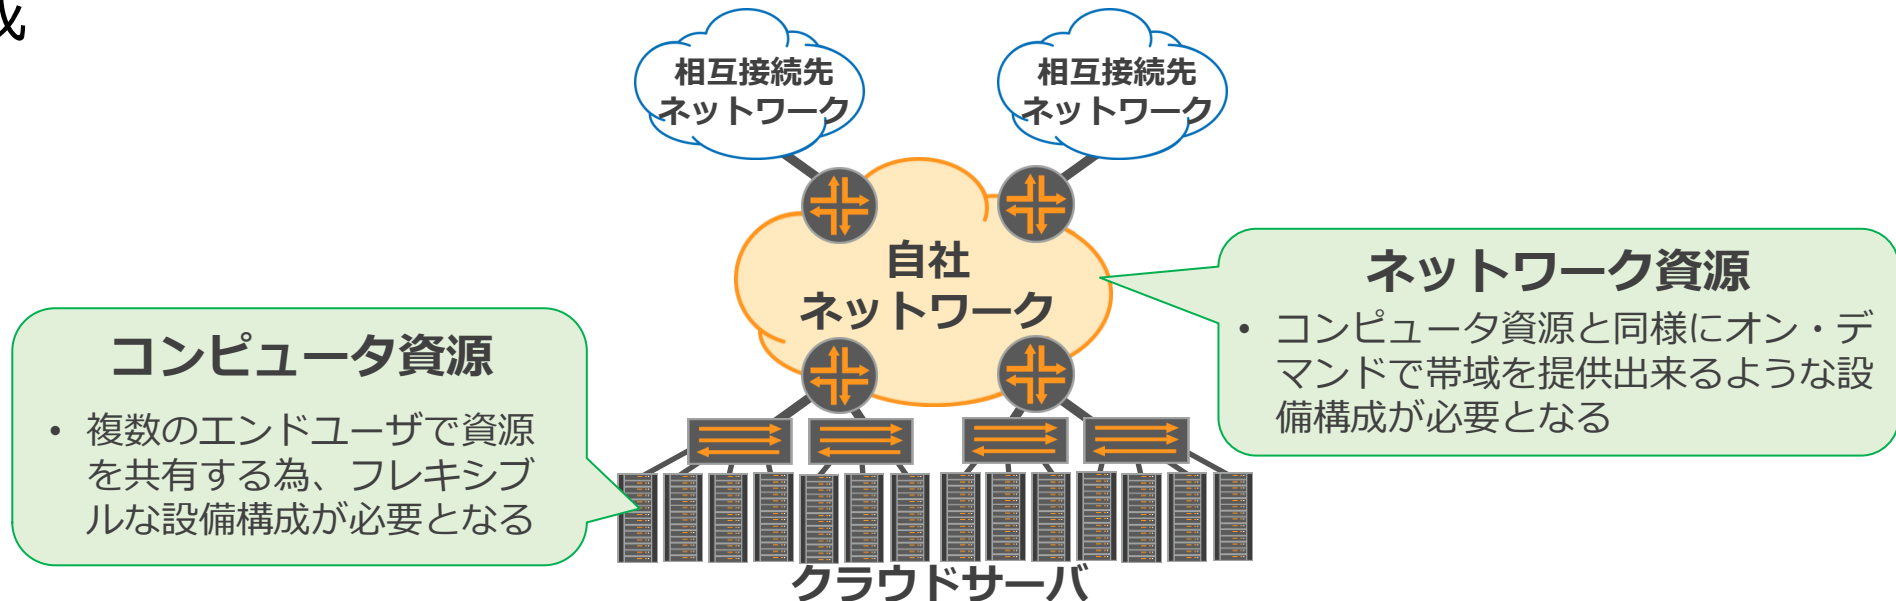 成
相互接続先
ネットワーク
相互接続先
ネットワーク
自社
ネットワーク
ネットワーク資源
• コンピュータ資源と同様にオン・デ
マンドで帯域を提供出来るような設
備構成が必要となる
コンピュータ資源
• 複数のエンドユーザで資源
を共有する為、フレキシブ
ルな設備構成が必要となる
クラウドサーバ